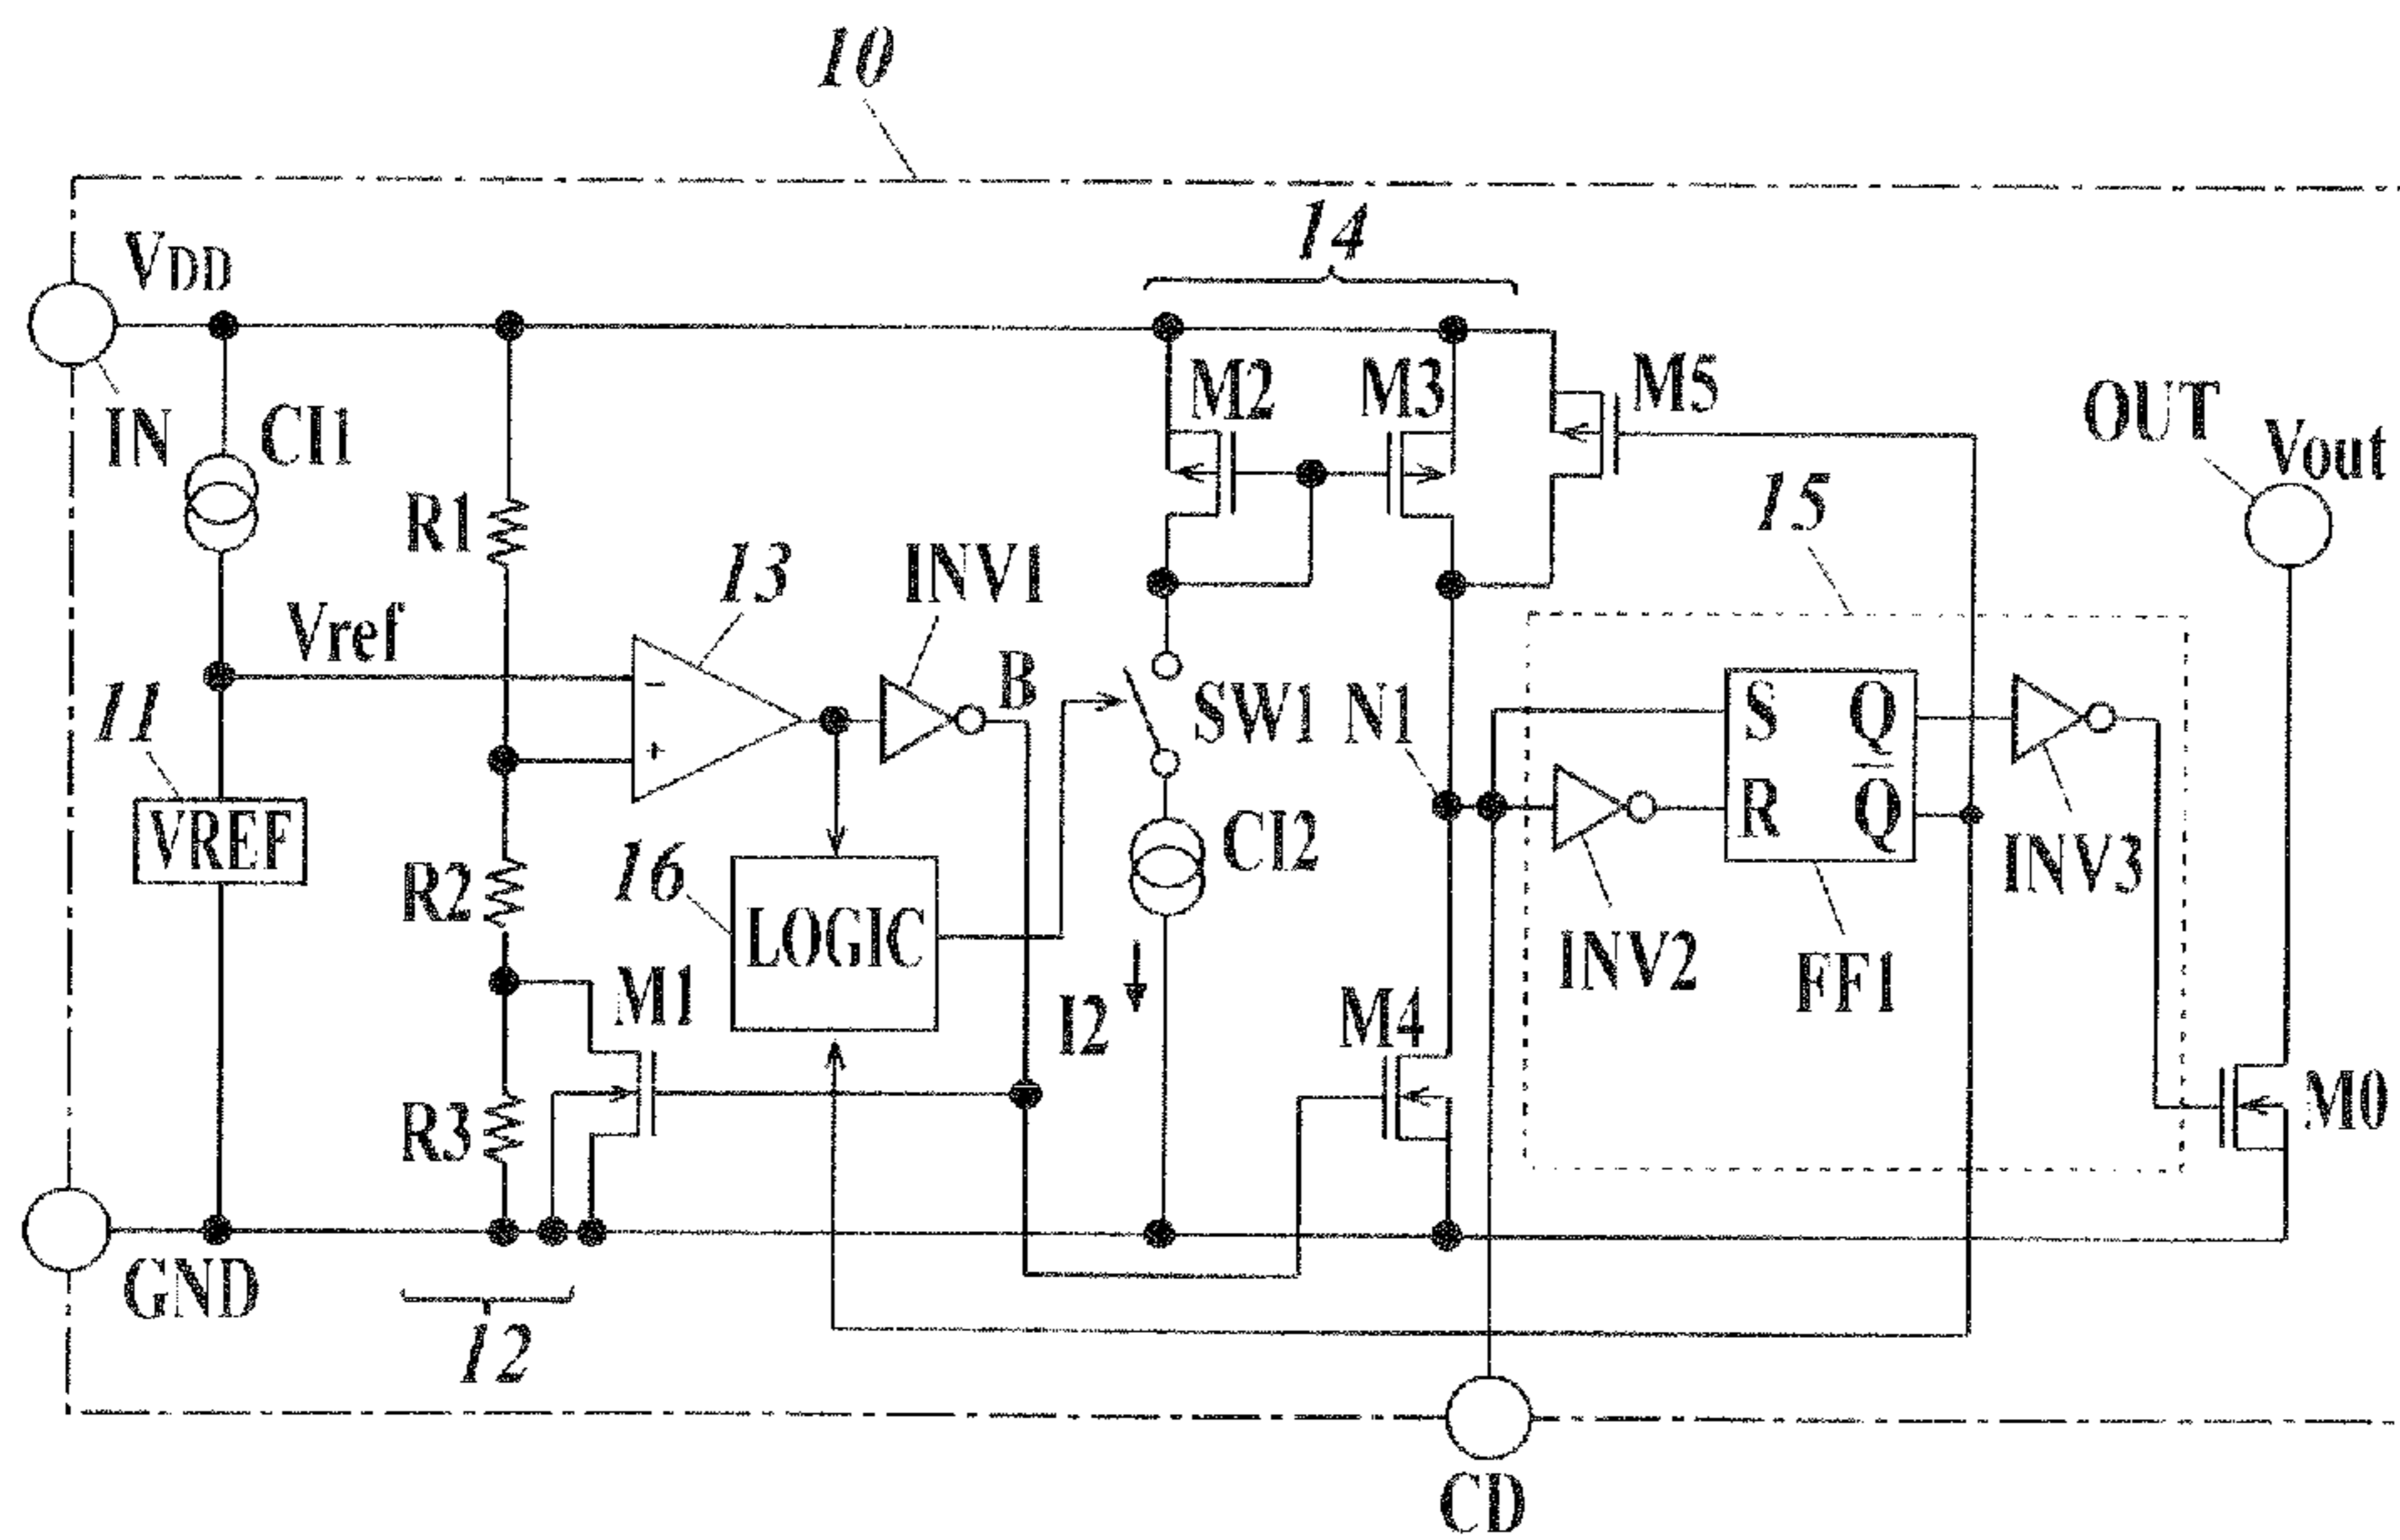 10
14
VDD
IN
CI1
R1
M2
M3
M5
OUT
Vout
15
13
INV1
Vref
B
11
SW1
N1
S
Q
VREF
R
Q̅
CI2
INV3
R2
16
LOGIC
M1
I2
INV2
FF1
M4
R3
M0
GND
12
CD
−
+